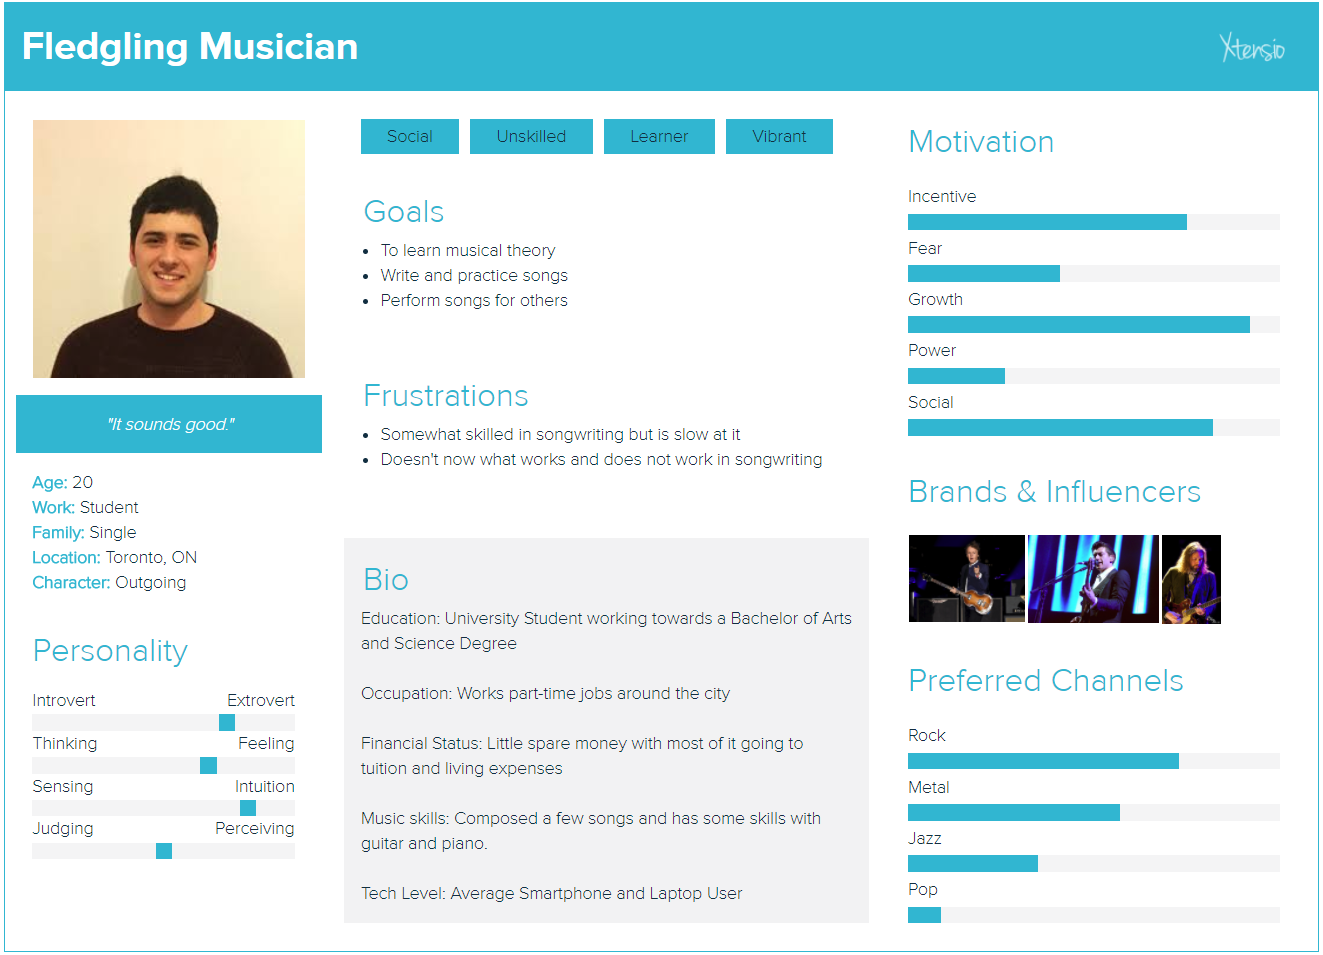 Fledgling Musician
Xtensio
"It sounds good."
Age: 20
Work: Student
Family: Single
Location: Toronto, ON
Character: Outgoing
Personality
Introvert Extrovert
Thinking Feeling
Sensing Intuition
Judging Perceiving
Social Unskilled Learner Vibrant
Goals
To learn musical theory
Write and practice songs
Perform songs for others
Frustrations
Somewhat skilled in songwriting but is slow at it
Doesn't now what works and does not work in songwriting
Bio
Education: University Student working towards a Bachelor of Arts
and Science Degree
Occupation: Works part-time jobs around the city
Financial Status: Little spare money with most of it going to
tuition and living expenses
Music skills: Composed a few songs and has some skills with
guitar and piano.
Tech Level: Average Smartphone and Laptop User
Motivation
Incentive
Fear
Growth
Power
Social
Brands & Influencers
Preferred Channels
Rock
Metal
Jazz
Pop